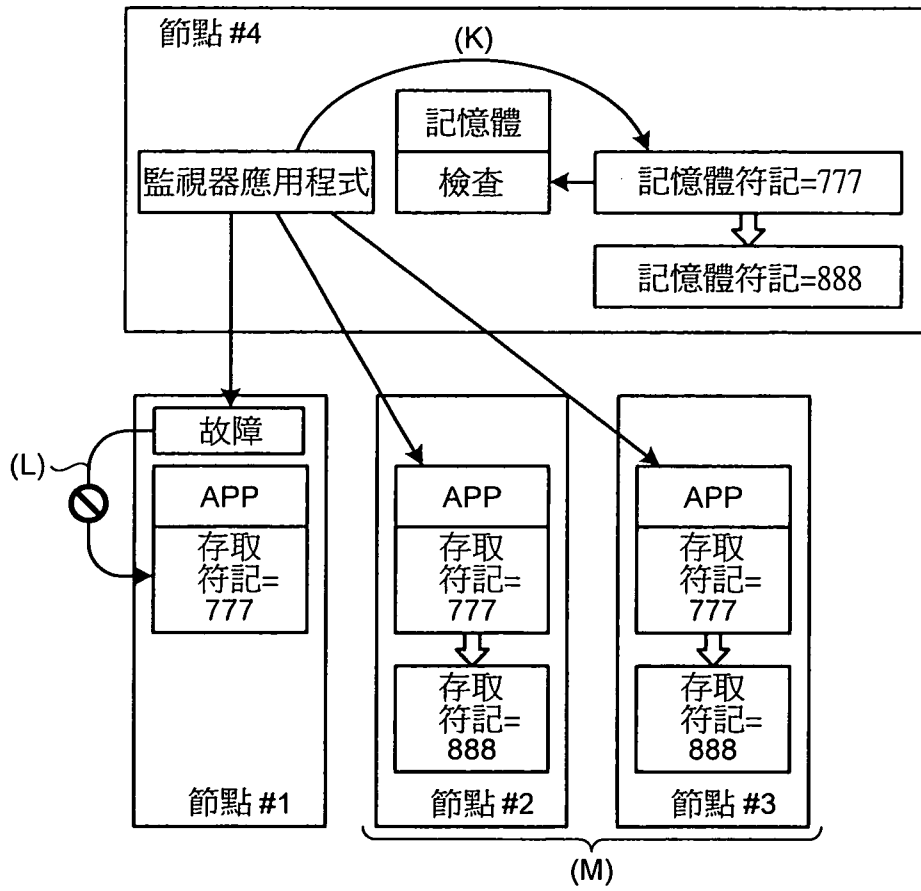 節點 #4
(K)
記憶體
檢查
監視器應用程式
記憶體符記=777
記憶體符記=888
(L)
故障
APP
存取
符記=
777
節點 #1
APP
存取
符記=
777
存取
符記=
888
節點 #2
APP
存取
符記=
777
存取
符記=
888
節點 #3
(M)